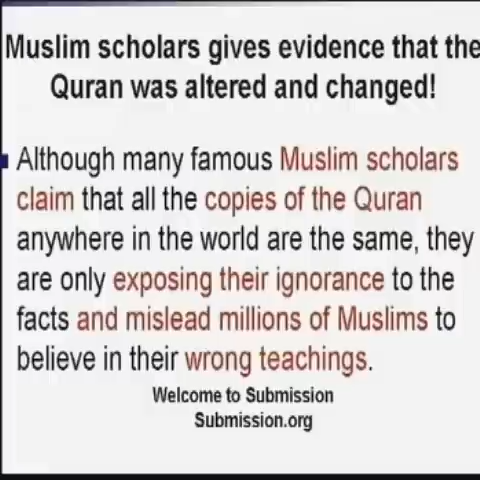 Muslim scholars gives evidence that the
Quran was altered and changed!
Although many famous Muslim scholars
claim that all the copies of the Quran
anywhere in the world are the same, they
are only exposing their ignorance to the
facts and mislead millions of Muslims to
believe in their wrong teachings.
Welcome to Submission
Submission.org